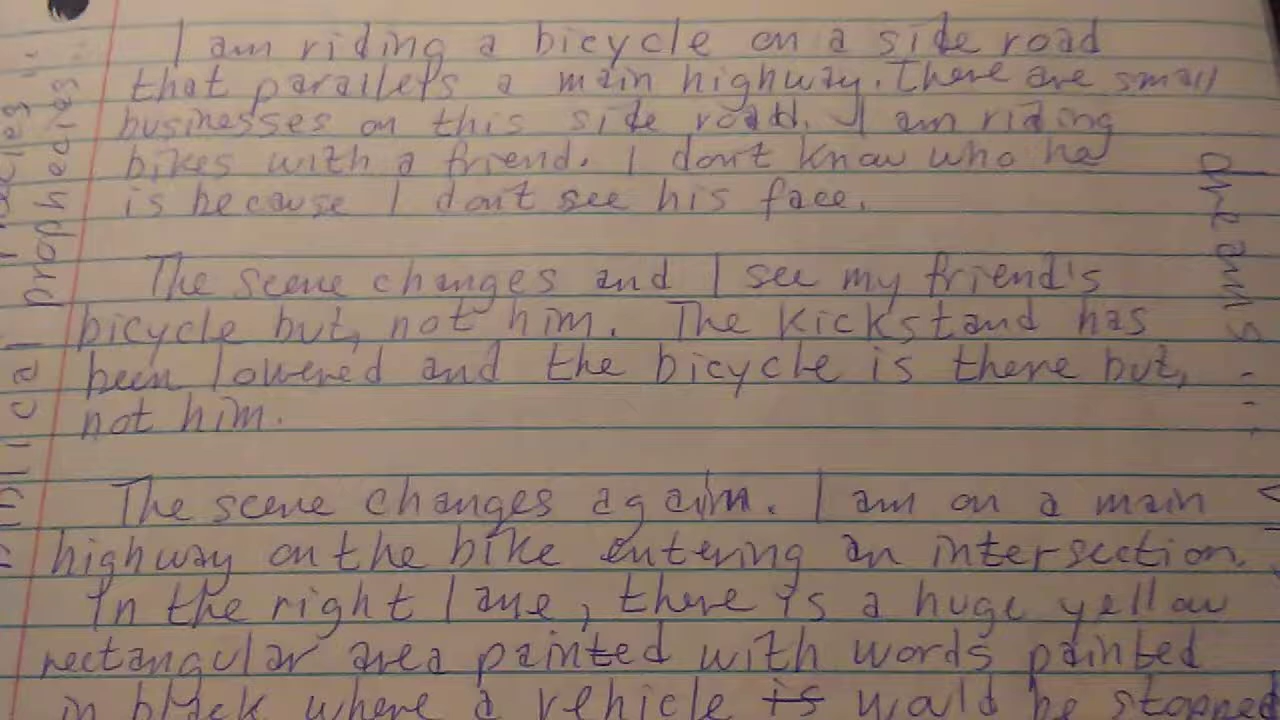 I am riding a bicycle on a side road
that parallels a main highway. There are small
businesses on this side road. I am riding
bikes with a friend. I don't know who he
is because I don't see his face.
The scene changes and I see my friend's
bicycle but, not him. The kickstand has
been lowered and the bicycle is there but,
not him.
The scene changes again. I am on a main
highway on the bike entering an intersection.
In the right lane, there is a huge yellow
rectangular area painted with words painted
in black where a vehicle is would be stopped
prophecies
dreams